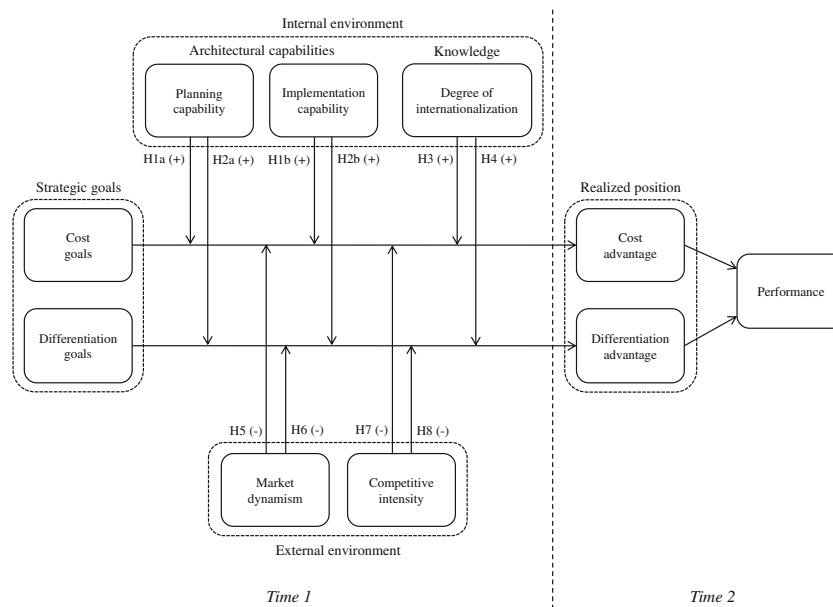 Internal environment
Architectural capabilities
Knowledge
Planning
capability
Implementation
capability
Degree of
internationalization
H1a (+)
H2a (+)
H1b (+)
H2b (+)
H3 (+)
H4 (+)
Strategic goals
Realized position
Cost
goals
Cost
advantage
Performance
Differentiation
goals
Differentiation
advantage
H5 (-)
H6 (-)
H7 (-)
H8 (-)
Market
dynamism
Competitive
intensity
External environment
Time 1
Time 2